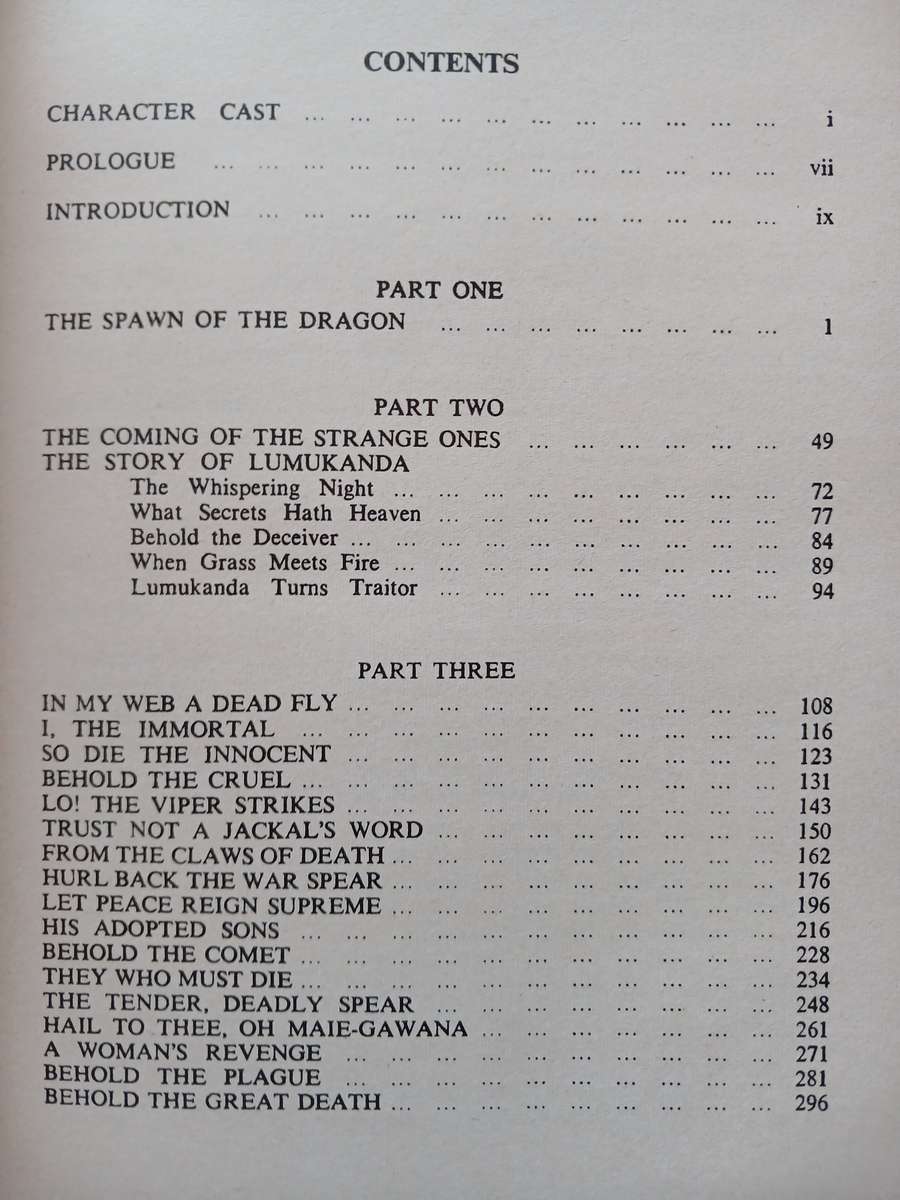 CONTENTS
CHARACTER CAST ... ... ... ... ... ... ... ... ... ... ... i
PROLOGUE ... ... ... ... ... ... ... ... ... ... ... ... ... vii
INTRODUCTION ... ... ... ... ... ... ... ... ... ... ... ... ix
PART ONE
THE SPAWN OF THE DRAGON ... ... ... ... ... ... ... ... 1
PART TWO
THE COMING OF THE STRANGE ONES ... ... ... ... ... ... 49
THE STORY OF LUMUKANDA
The Whispering Night ... ... ... ... ... ... ... ... ... 72
What Secrets Hath Heaven ... ... ... ... ... ... ... ... 77
Behold the Deceiver ... ... ... ... ... ... ... ... ... ... 84
When Grass Meets Fire ... ... ... ... ... ... ... ... ... 89
Lumukanda Turns Traitor ... ... ... ... ... ... ... ... 94
PART THREE
IN MY WEB A DEAD FLY ... ... ... ... ... ... ... ... ... ... 108
I, THE IMMORTAL ... ... ... ... ... ... ... ... ... ... ... 116
SO DIE THE INNOCENT ... ... ... ... ... ... ... ... ... ... 123
BEHOLD THE CRUEL ... ... ... ... ... ... ... ... ... ... ... 131
LO! THE VIPER STRIKES ... ... ... ... ... ... ... ... ... ... 143
TRUST NOT A JACKAL'S WORD ... ... ... ... ... ... ... ... 150
FROM THE CLAWS OF DEATH ... ... ... ... ... ... ... ... ... 162
HURL BACK THE WAR SPEAR ... ... ... ... ... ... ... ... ... 176
LET PEACE REIGN SUPREME ... ... ... ... ... ... ... ... ... 196
HIS ADOPTED SONS ... ... ... ... ... ... ... ... ... ... ... 216
BEHOLD THE COMET ... ... ... ... ... ... ... ... ... ... ... 228
THEY WHO MUST DIE ... ... ... ... ... ... ... ... ... ... ... 234
THE TENDER, DEADLY SPEAR ... ... ... ... ... ... ... ... 248
HAIL TO THEE, OH MAIE-GAWANA ... ... ... ... ... ... ... 261
A WOMAN'S REVENGE ... ... ... ... ... ... ... ... ... ... 271
BEHOLD THE PLAGUE ... ... ... ... ... ... ... ... ... ... 281
BEHOLD THE GREAT DEATH ... ... ... ... ... ... ... ... ... 296